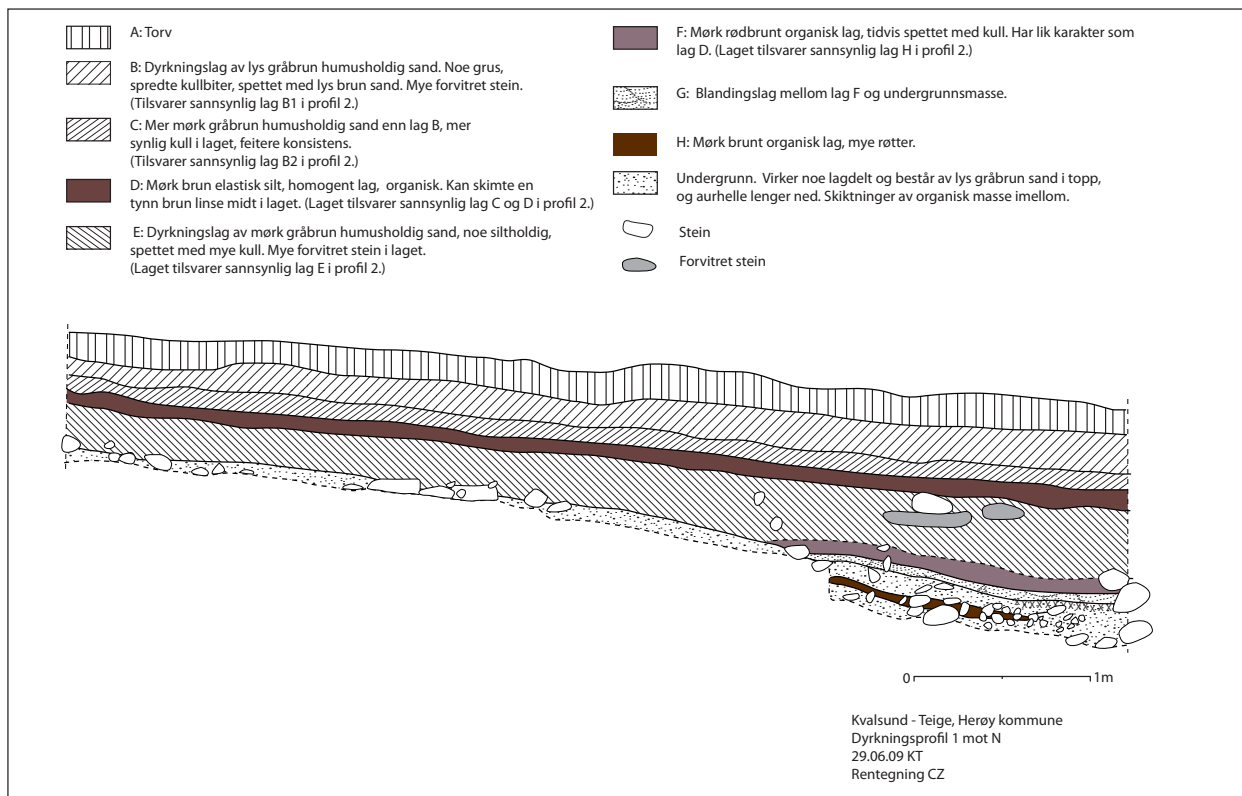 A: Torv
B: Dyrkningslag av lys gråbrun humusholdig sand. Noe grus,
spredte kullbiter, spettet med lys brun sand. Mye forvitret stein.
(Tilsvarer sannsynlig lag B1 i profil 2.)
C: Mer mørk gråbrun humusholdig sand enn lag B, mer
synlig kull i laget, feitere konsistens.
(Tilsvarer sannsynlig lag B2 i profil 2.)
D: Mørk brun elastisk silt, homogent lag, organisk. Kan skimte en
tynn brun linse midt i laget. (Laget tilsvarer sannsynlig lag C og D i profil 2.)
E: Dyrkningslag av mørk gråbrun humusholdig sand, noe siltholdig,
spettet med mye kull. Mye forvitret stein i laget.
(Laget tilsvarer sannsynlig lag E i profil 2.)
F: Mørk rødbrunt organisk lag, tidvis spettet med kull. Har lik karakter som
lag D. (Laget tilsvarer sannsynlig lag H i profil 2.)
G: Blandingslag mellom lag F og undergrunnsmasse.
H: Mørk brunt organisk lag, mye røtter.
Undergrunn. Virker noe lagdelt og består av lys gråbrun sand i topp,
og aurhelle lenger ned. Skiktninger av organisk masse imellom.
Stein
Forvitret stein
0 1m
Kvalsund - Teige, Herøy kommune
Dyrkningsprofil 1 mot N
29.06.09 KT
Rentegning CZ